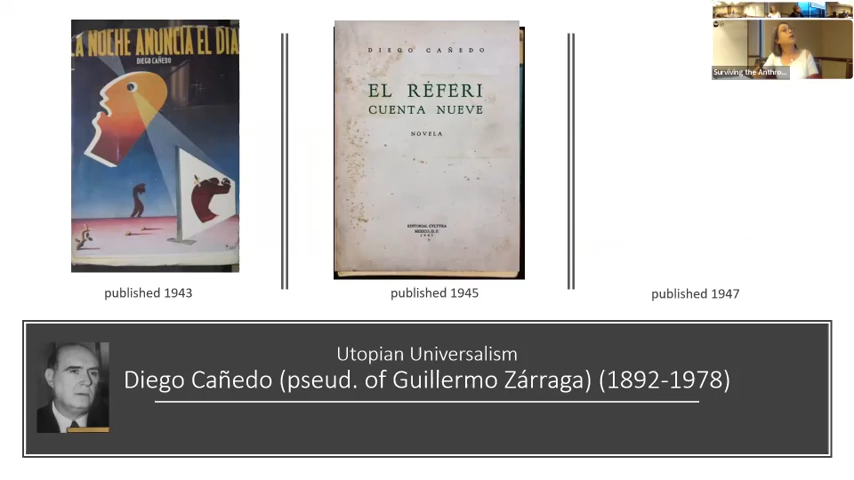 LA NOCHE ANUNCIA EL DIA
DIEGO CAÑEDO
DIEGO CAÑEDO
EL RÉFERI
CUENTA NUEVE
NOVELA
EDITORIAL CVLTVRA
MEXICO, D. F.
published 1943
published 1945
published 1947
Surviving the Anthro...
Utopian Universalism
Diego Cañedo (pseud. of Guillermo Zárraga) (1892-1978)